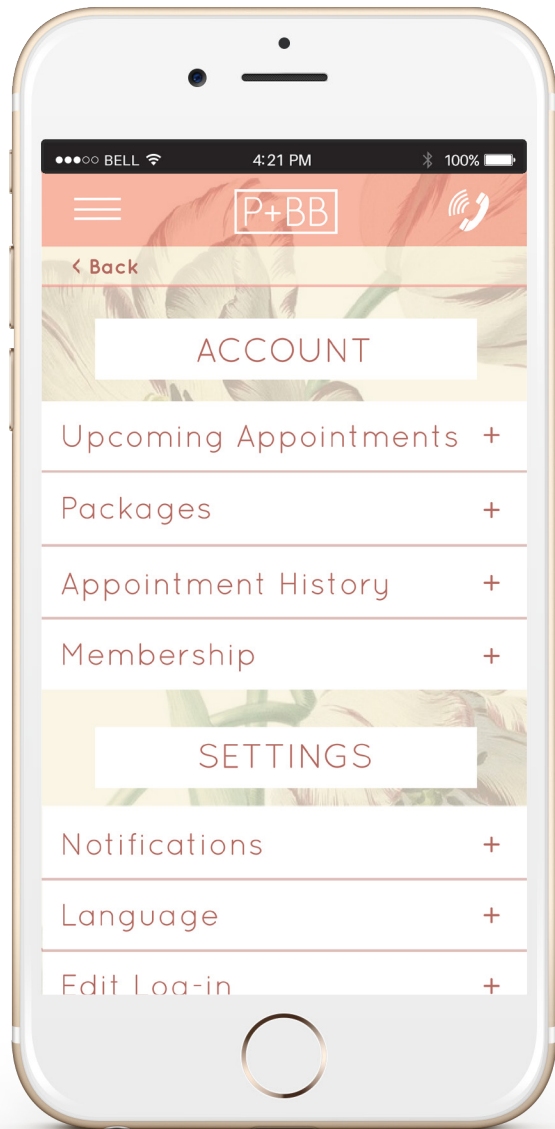 BELL 4:21 PM 100%
P+BB
< Back
ACCOUNT
Upcoming Appointments +
Packages +
Appointment History +
Membership +
SETTINGS
Notifications +
Language +
Edit Log-in +